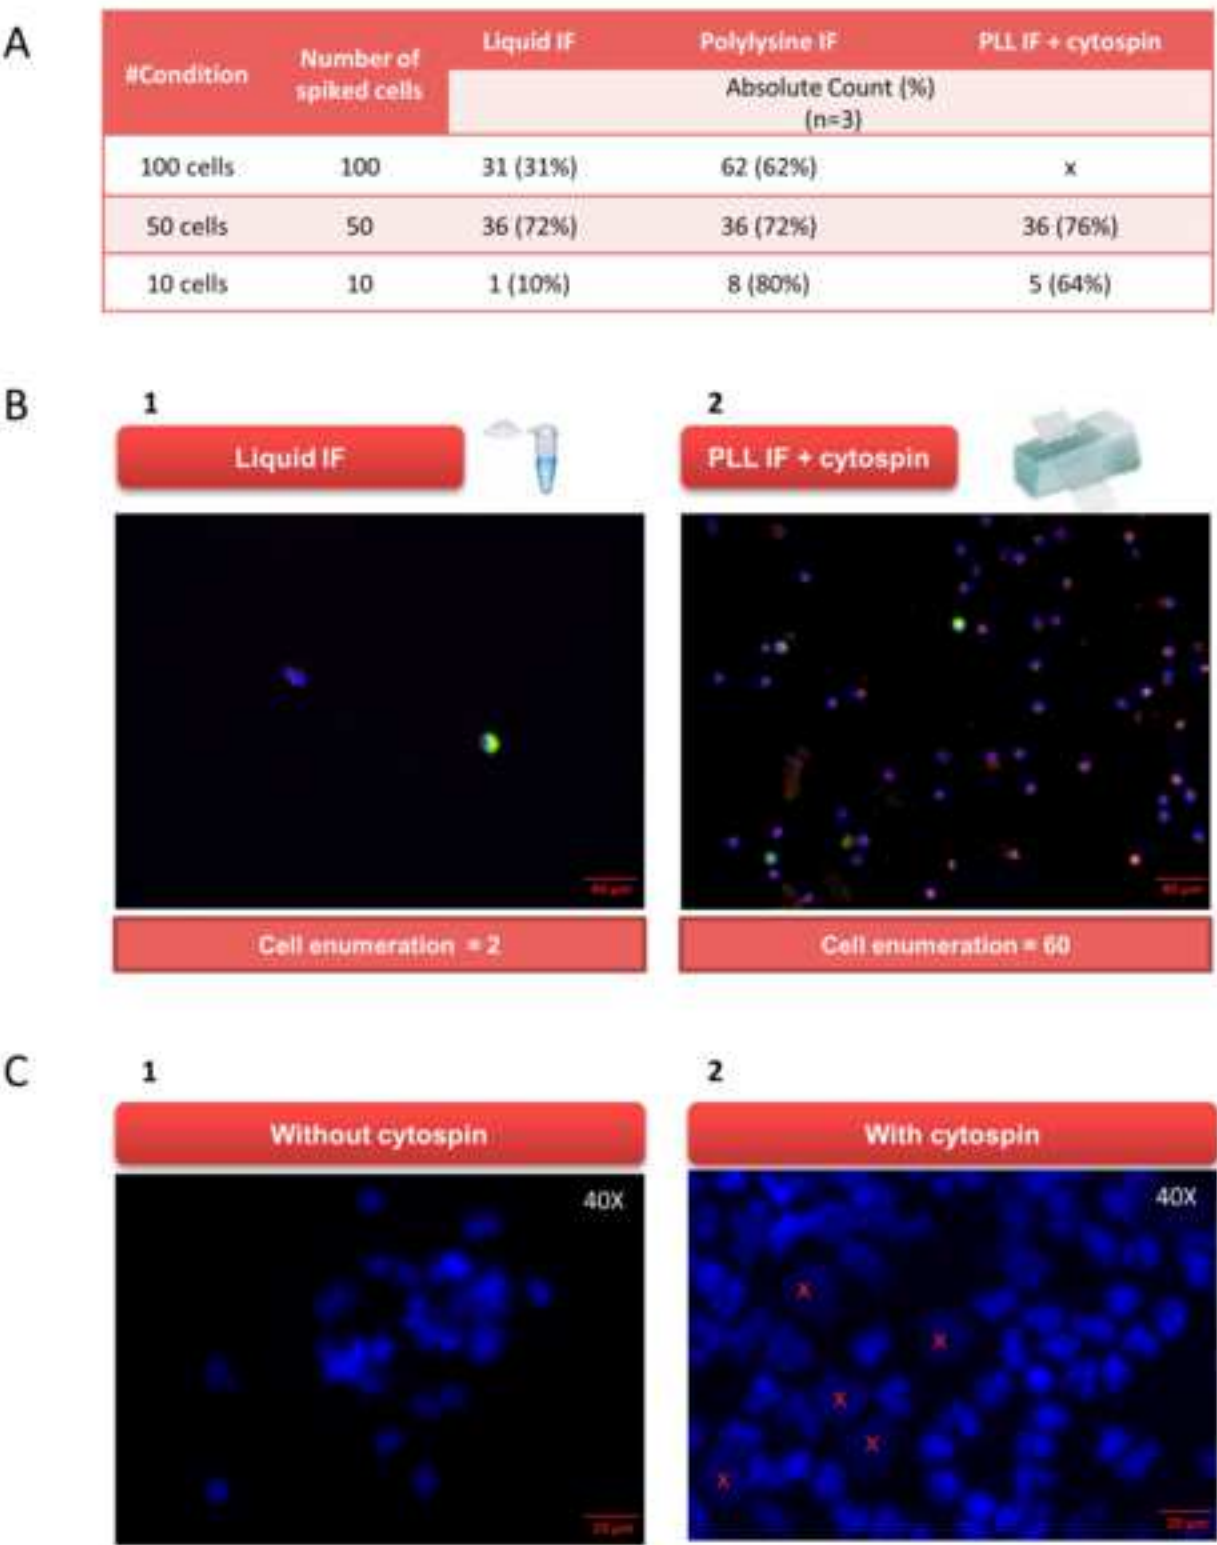 A
#Condition
Number of
spiked cells
Liquid IF
Polylysine IF
PLL IF + cytospin
Absolute Count (%)
(n=3)
100 cells 100 31 (31%) 62 (62%) x
50 cells 50 36 (72%) 36 (72%) 36 (76%)
10 cells 10 1 (10%) 8 (80%) 5 (64%)
B
1
Liquid IF
2
PLL IF + cytospin
Cell enumeration = 2
Cell enumeration = 60
C
1
Without cytospin
2
With cytospin
40X
40X
X
X
X
X
X
20 µm